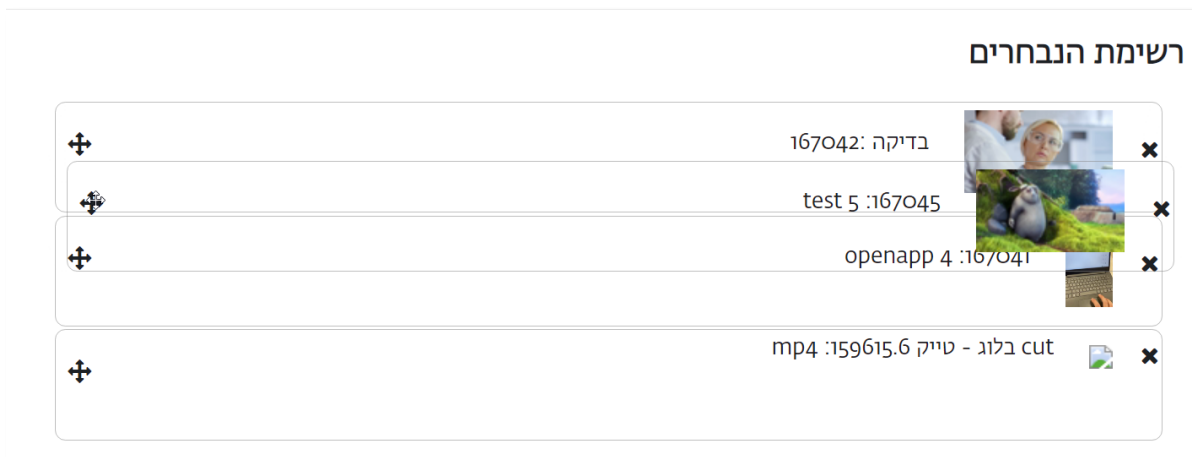 רשימת הנבחרים
בדיקה :167042
test 5 :167045
openapp 4 :167041
cut בלוג - טייק 159615.6: mp4